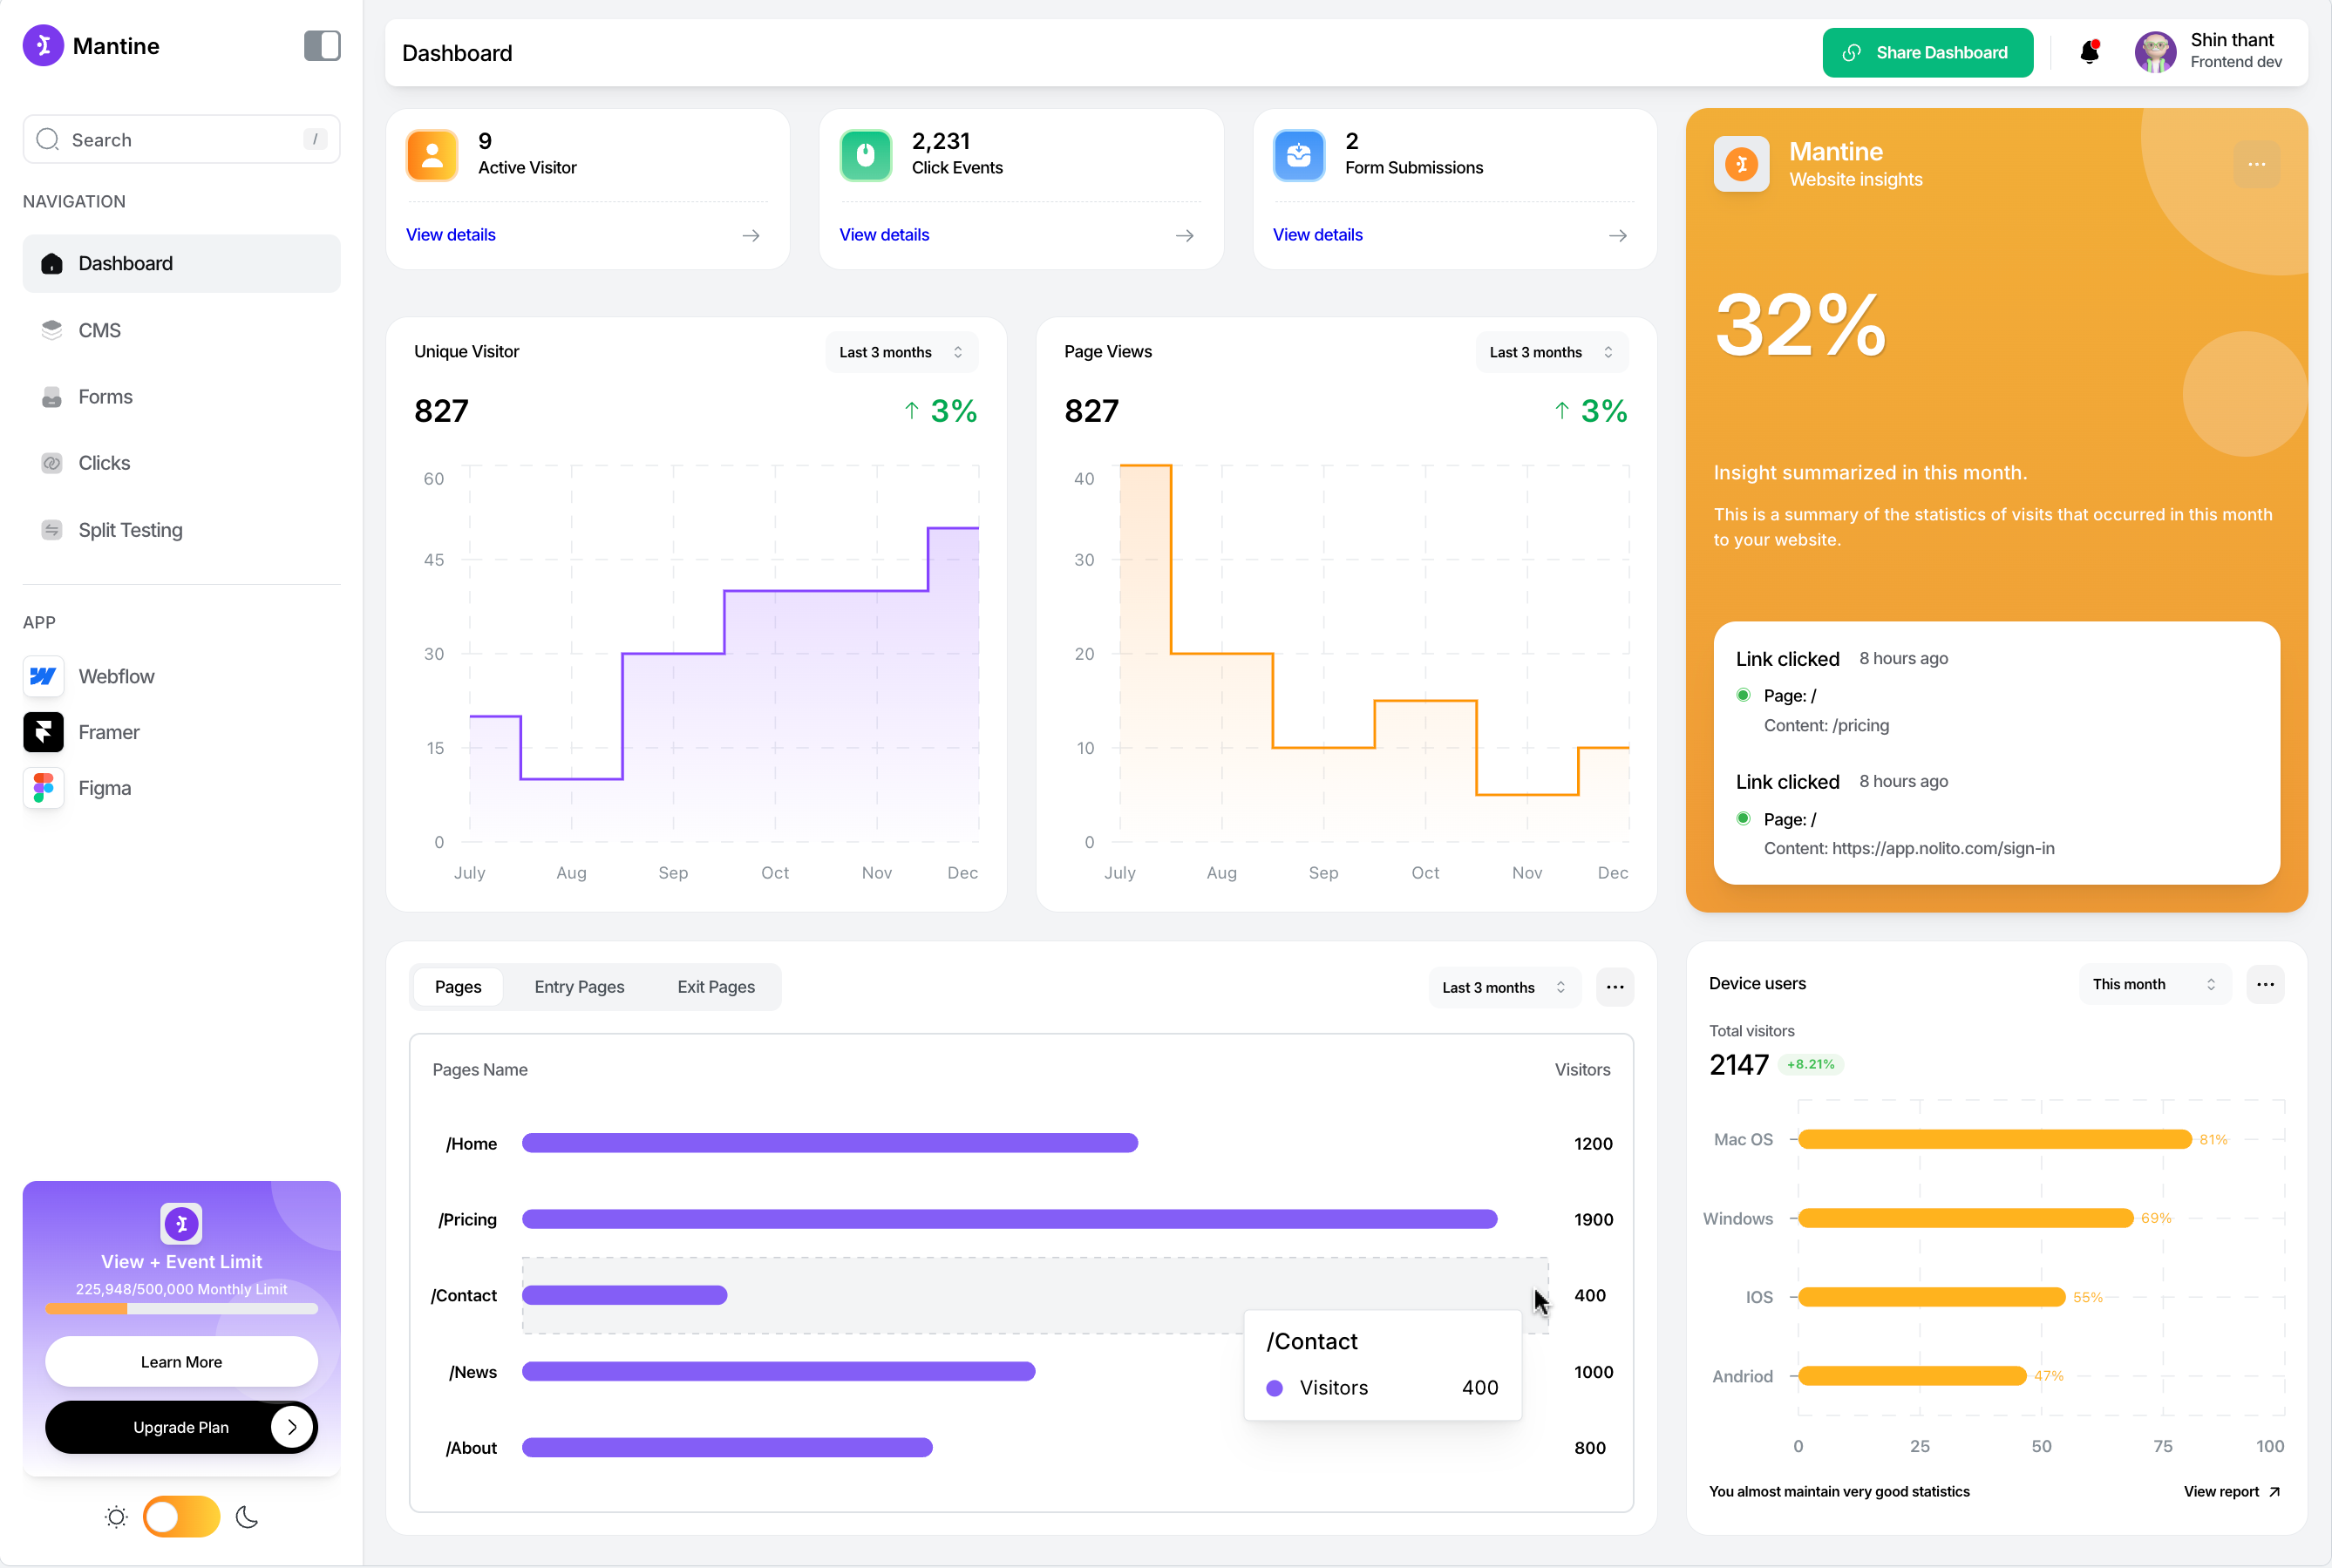 Mantine
Search /
NAVIGATION
Dashboard
CMS
Forms
Clicks
Split Testing
APP
Webflow
Framer
Figma
View + Event Limit
225,948/500,000 Monthly Limit
Learn More
Upgrade Plan
Dashboard
Share Dashboard
Shin thant
Frontend dev
9
Active Visitor
View details
2,231
Click Events
View details
2
Form Submissions
View details
Unique Visitor
Last 3 months
827
3%
60
45
30
15
0
July Aug Sep Oct Nov Dec
Page Views
Last 3 months
827
3%
40
30
20
10
0
July Aug Sep Oct Nov Dec
Mantine
Website insights
32%
Insight summarized in this month.
This is a summary of the statistics of visits that occurred in this month
to your website.
Link clicked 8 hours ago
Page: /
Content: /pricing
Link clicked 8 hours ago
Page: /
Content: https://app.nolito.com/sign-in
Pages Entry Pages Exit Pages
Last 3 months
Pages Name Visitors
/Home 1200
/Pricing 1900
/Contact 400
/News 1000
/About 800
/Contact
Visitors 400
Device users
This month
Total visitors
2147 +8.21%
Mac OS 81%
Windows 69%
IOS 55%
Andriod 47%
0 25 50 75 100
You almost maintain very good statistics
View report